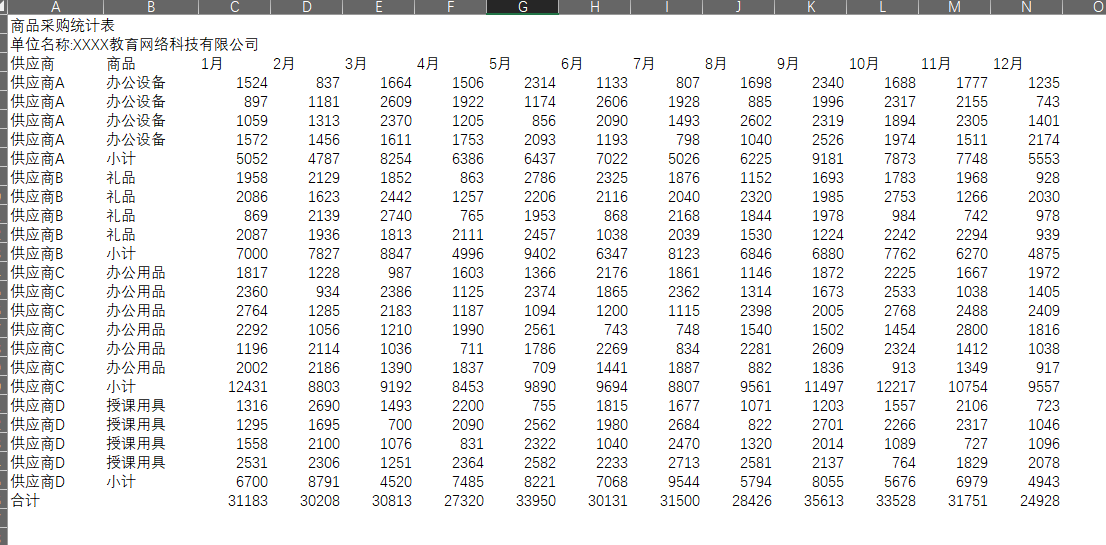 A B C D E F G H I J K L M N O
商品采购统计表
单位名称:XXXX教育网络科技有限公司
供应商 商品 1月 2月 3月 4月 5月 6月 7月 8月 9月 10月 11月 12月
供应商A 办公设备 1524 837 1664 1506 2314 1133 807 1698 2340 1688 1777 1235
供应商A 办公设备 897 1181 2609 1922 1174 2606 1928 885 1996 2317 2155 743
供应商A 办公设备 1059 1313 2370 1205 856 2090 1493 2602 2319 1894 2305 1401
供应商A 办公设备 1572 1456 1611 1753 2093 1193 798 1040 2526 1974 1511 2174
供应商A 小计 5052 4787 8254 6386 6437 7022 5026 6225 9181 7873 7748 5553
供应商B 礼品 1958 2129 1852 863 2786 2325 1876 1152 1693 1783 1968 928
供应商B 礼品 2086 1623 2442 1257 2206 2116 2040 2320 1985 2753 1266 2030
供应商B 礼品 869 2139 2740 765 1953 868 2168 1844 1978 984 742 978
供应商B 礼品 2087 1936 1813 2111 2457 1038 2039 1530 1224 2242 2294 939
供应商B 小计 7000 7827 8847 4996 9402 6347 8123 6846 6880 7762 6270 4875
供应商C 办公用品 1817 1228 987 1603 1366 2176 1861 1146 1872 2225 1667 1972
供应商C 办公用品 2360 934 2386 1125 2374 1865 2362 1314 1673 2533 1038 1405
供应商C 办公用品 2764 1285 2183 1187 1094 1200 1115 2398 2005 2768 2488 2409
供应商C 办公用品 2292 1056 1210 1990 2561 743 748 1540 1502 1454 2800 1816
供应商C 办公用品 1196 2114 1036 711 1786 2269 834 2281 2609 2324 1412 1038
供应商C 办公用品 2002 2186 1390 1837 709 1441 1887 882 1836 913 1349 917
供应商C 小计 12431 8803 9192 8453 9890 9694 8807 9561 11497 12217 10754 9557
供应商D 授课用具 1316 2690 1493 2200 755 1815 1677 1071 1203 1557 2106 723
供应商D 授课用具 1295 1695 700 2090 2562 1980 2684 822 2701 2266 2317 1046
供应商D 授课用具 1558 2100 1076 831 2322 1040 2470 1320 2014 1089 727 1096
供应商D 授课用具 2531 2306 1251 2364 2582 2233 2713 2581 2137 764 1829 2078
供应商D 小计 6700 8791 4520 7485 8221 7068 9544 5794 8055 5676 6979 4943
合计 31183 30208 30813 27320 33950 30131 31500 28426 35613 33528 31751 24928